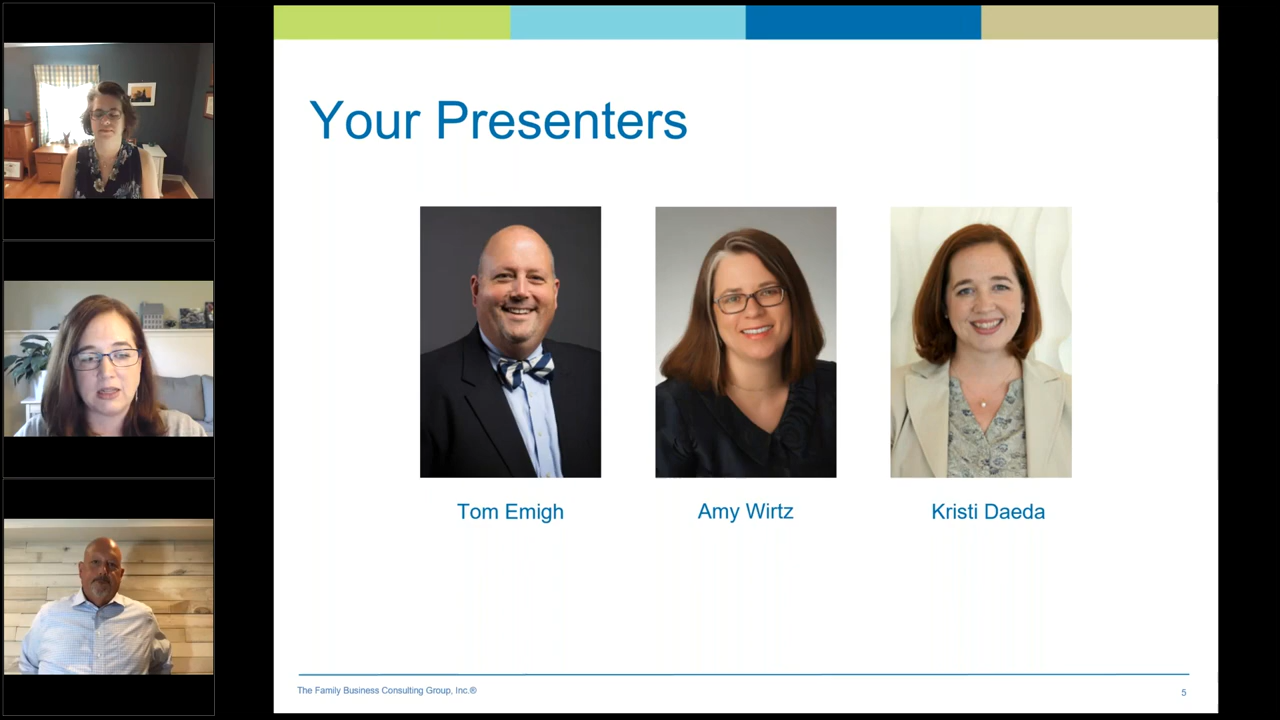 Your Presenters
Tom Emigh
Amy Wirtz
Kristi Daeda
The Family Business Consulting Group, Inc.®
5